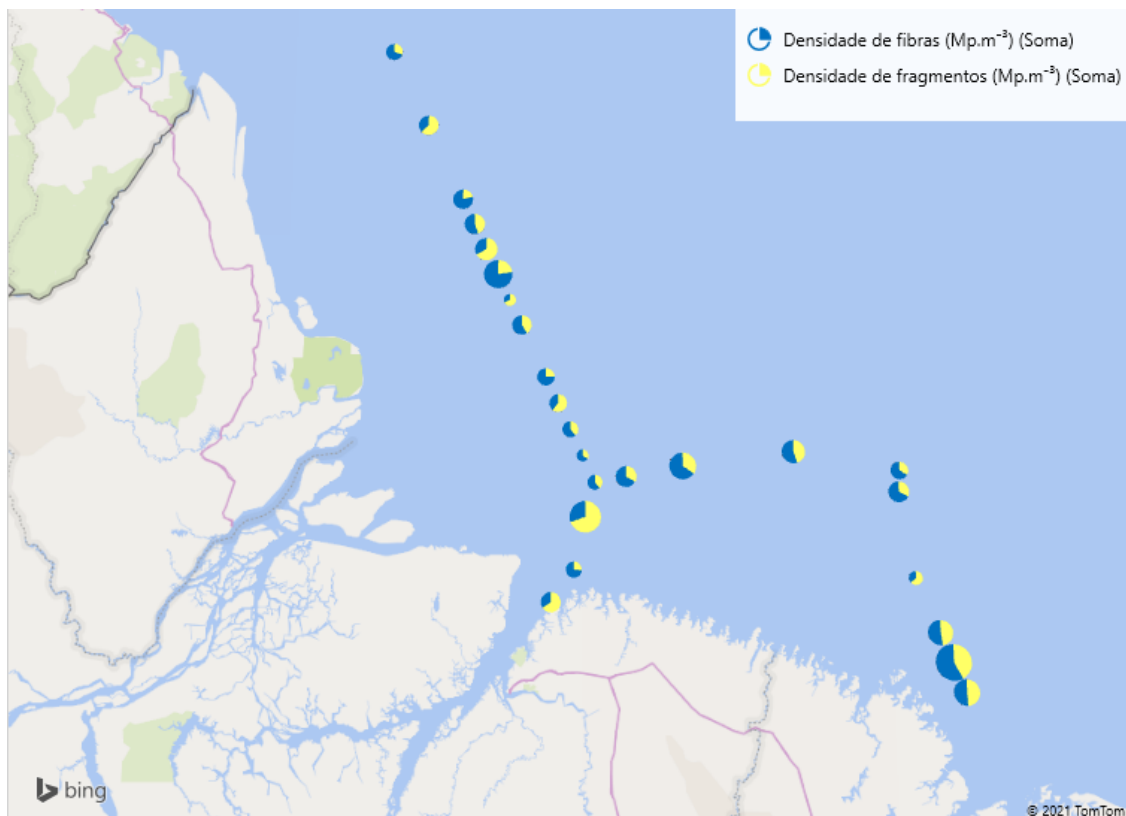 Densidade de fibras (Mp.m⁻³) (Soma)
Densidade de fragmentos (Mp.m⁻³) (Soma)
bing
© 2021 TomTom